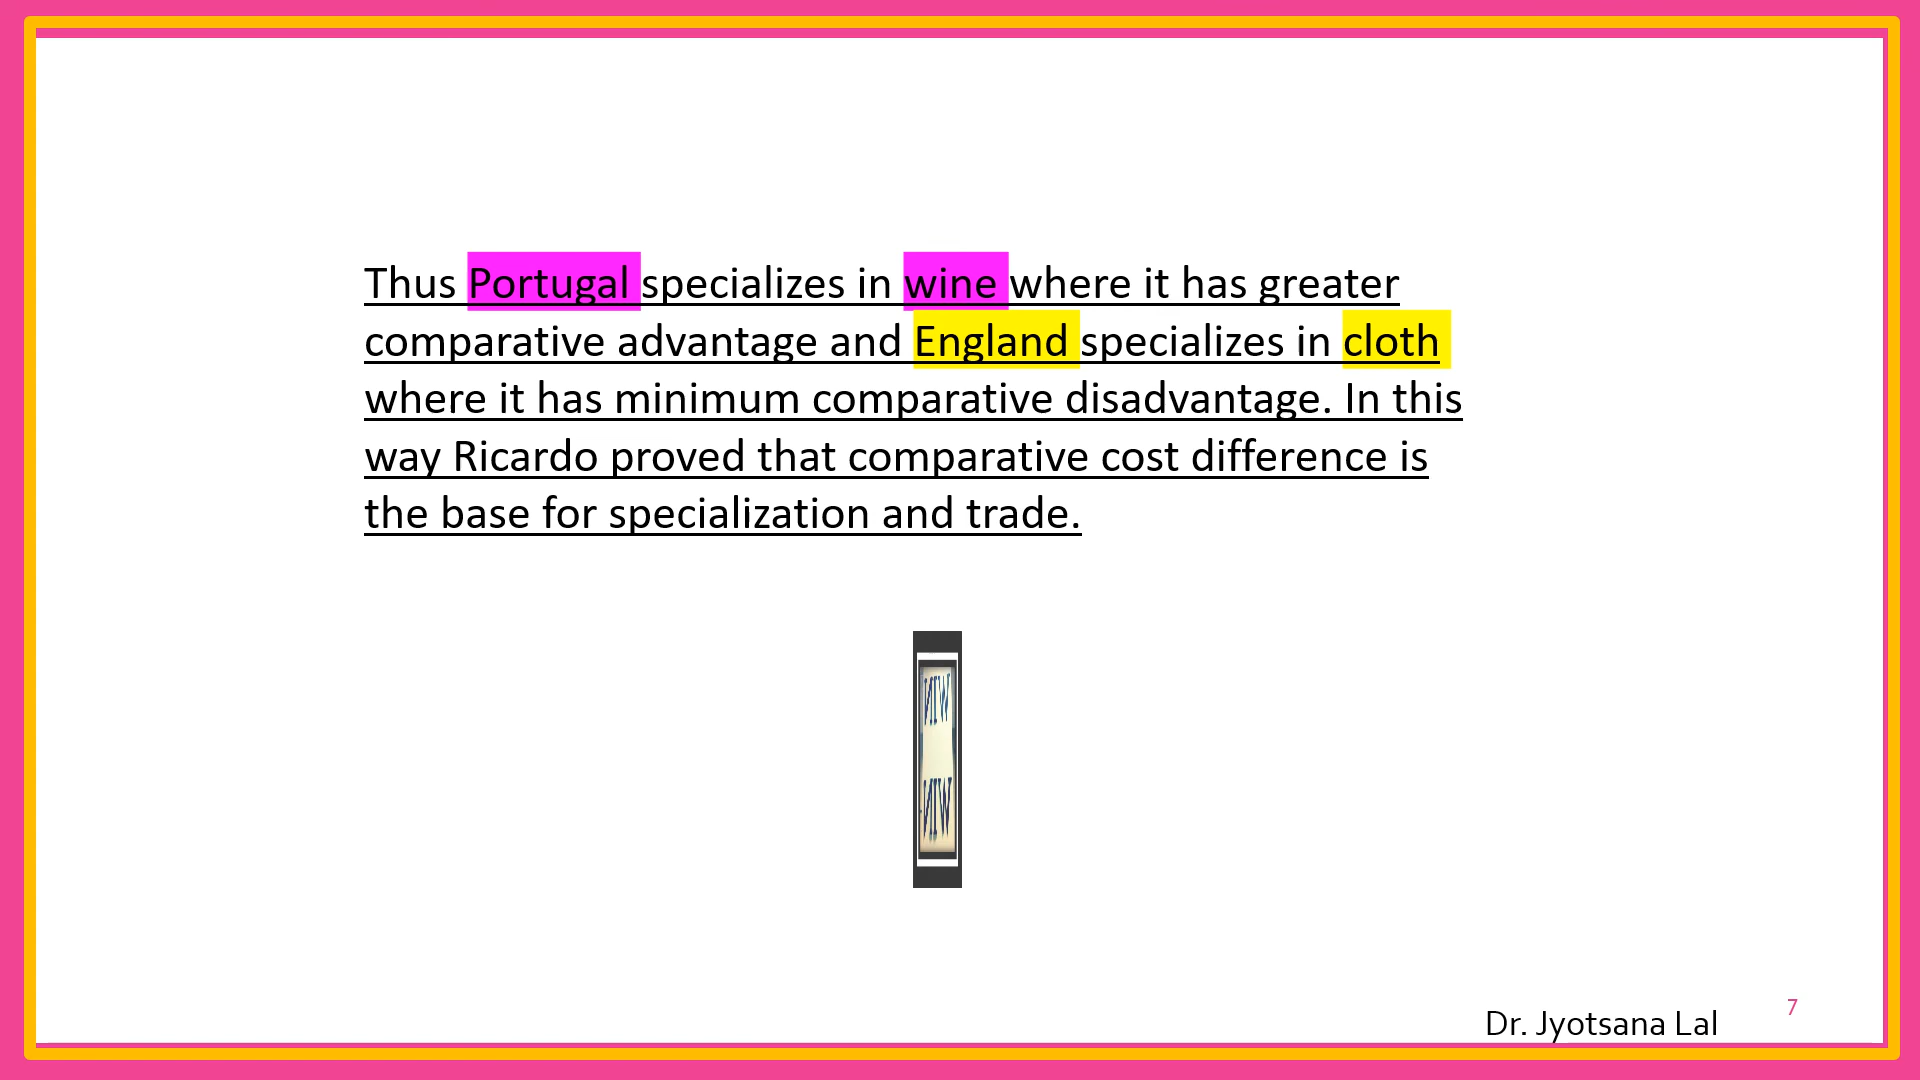 Thus Portugal specializes in wine where it has greater
comparative advantage and England specializes in cloth
where it has minimum comparative disadvantage. In this
way Ricardo proved that comparative cost difference is
the base for specialization and trade.
Dr. Jyotsana Lal
7